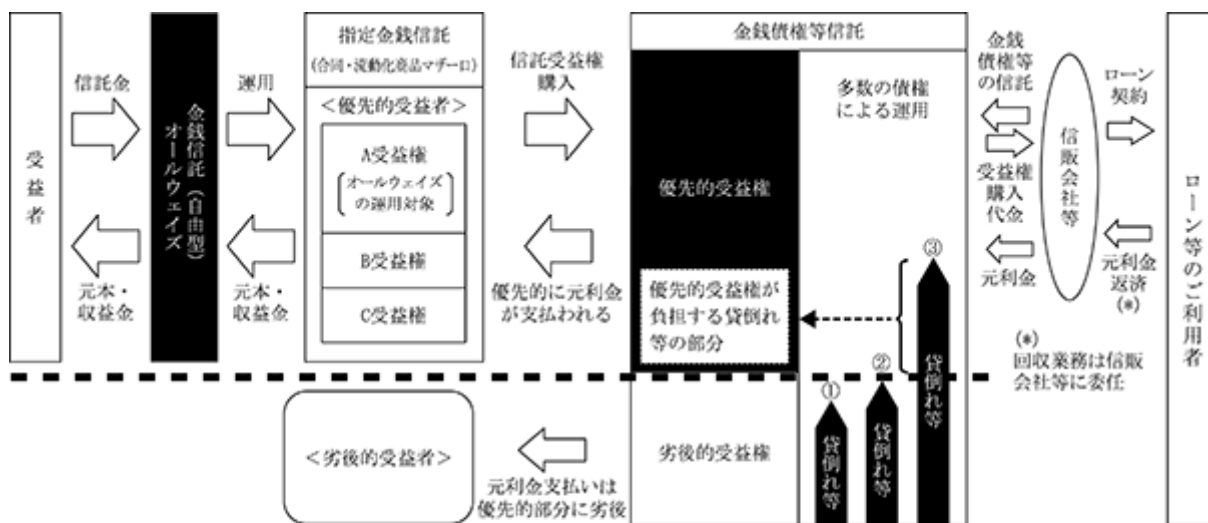 受益者
信託金
元本・
収益金
金銭信託（自由型）
オールウェイズ
運用
元本・
収益金
指定金銭信託
(合同・流動化商品マザー口)
＜優先的受益者＞
A受益権
オールウェイズ
の運用対象
B受益権
C受益権
＜劣後的受益者＞
信託受益権
購入
優先的に元利金
が支払われる
元利金支払いは
優先的部分に劣後
金銭債権等信託
優先的受益権
優先的受益権が
負担する貸倒れ
等の部分
劣後的受益権
多数の債権
による運用
①
貸倒れ等
②
貸倒れ等
③
貸倒れ等
金銭
債権等
の信託
受益権
購入
代金
元利金
信販会社等
ローン
契約
元利金
返済
(*)
(*)
回収業務は信販
会社等に委任
ローン等のご利用者